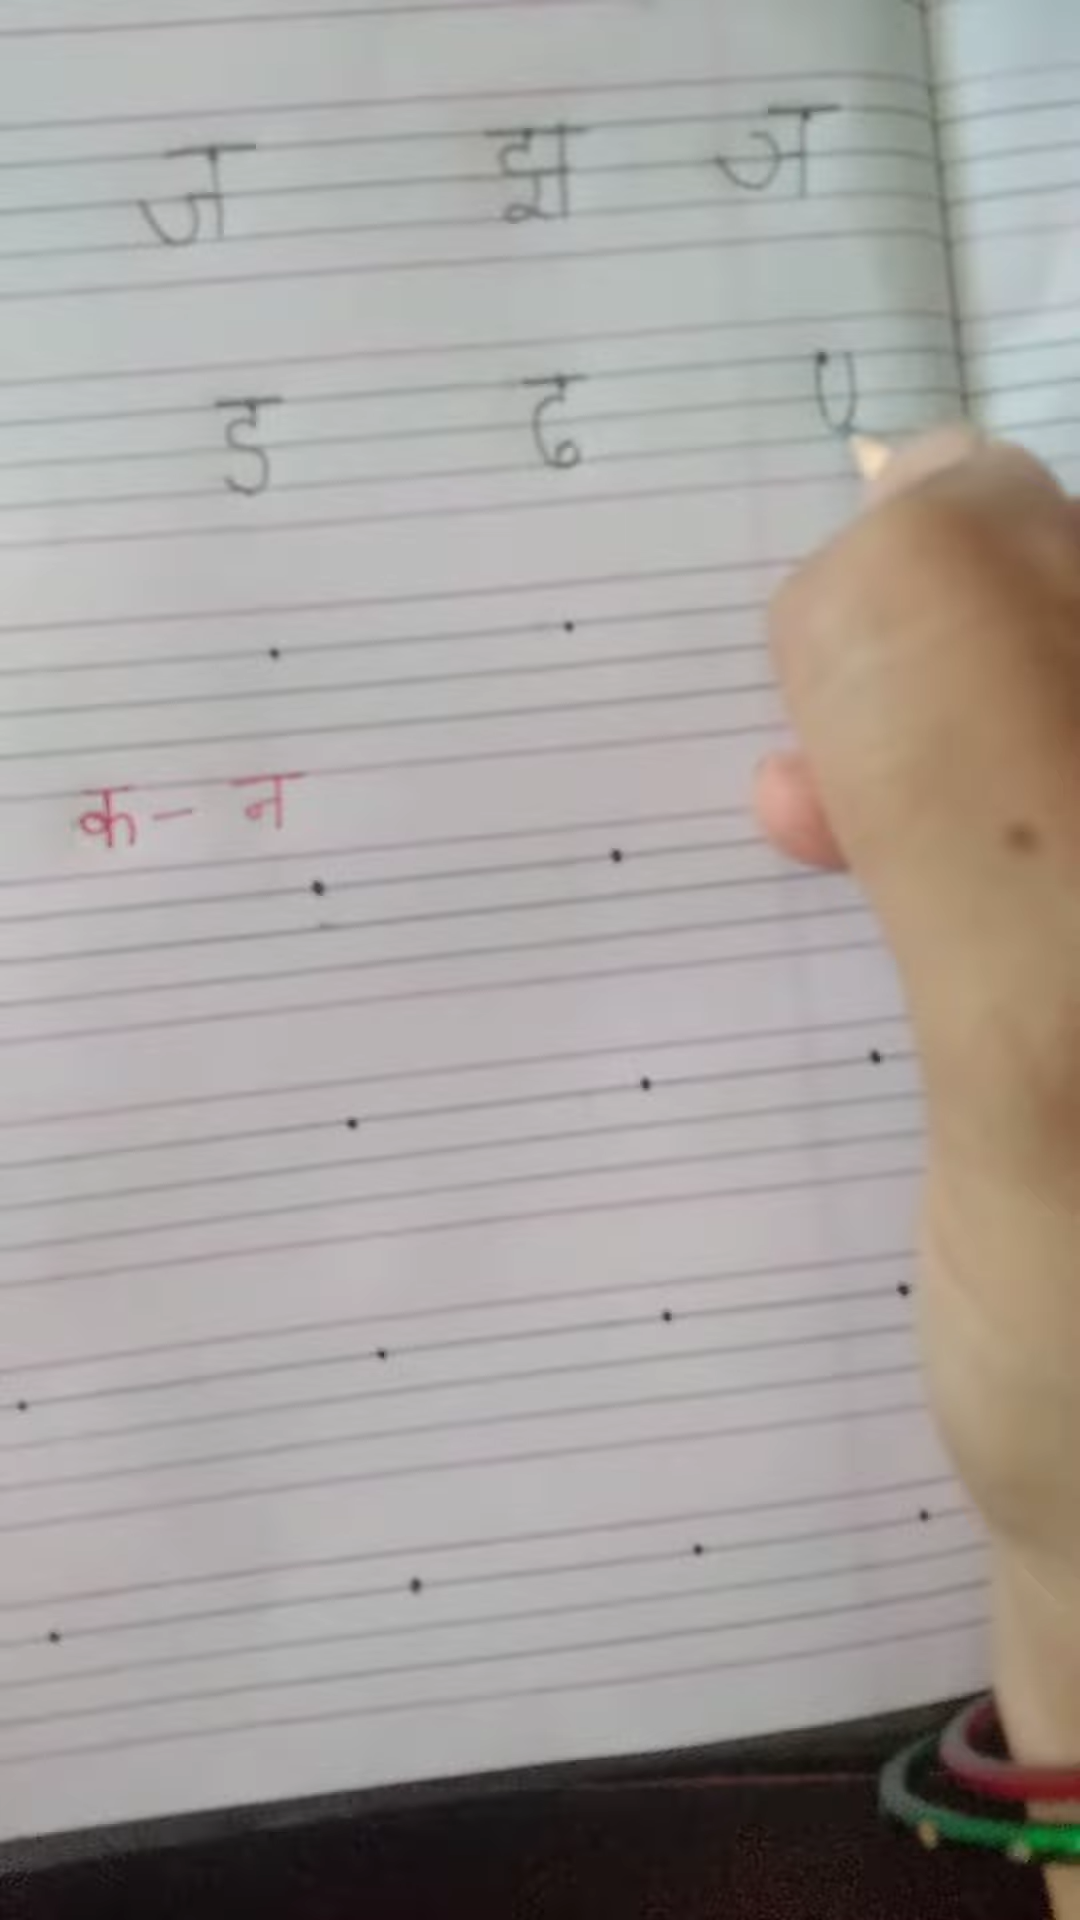 ज झ ञ
ड ढ
क - न